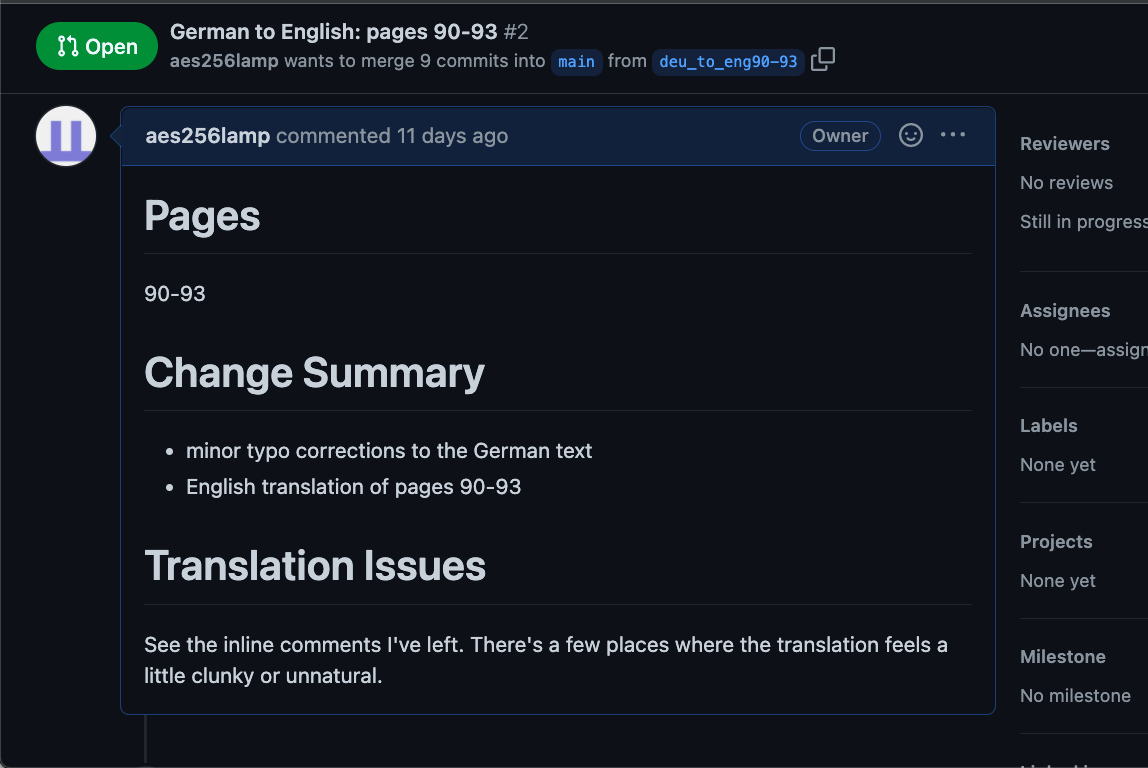 Open
German to English: pages 90-93 #2
aes256lamp wants to merge 9 commits into main from deu_to_eng90-93
aes256lamp commented 11 days ago
Owner
Pages
90-93
Change Summary
• minor typo corrections to the German text
• English translation of pages 90-93
Translation Issues
See the inline comments I've left. There's a few places where the translation feels a
little clunky or unnatural.
Reviewers
No reviews
Still in progress
Assignees
No one—assign
Labels
None yet
Projects
None yet
Milestone
No milestone